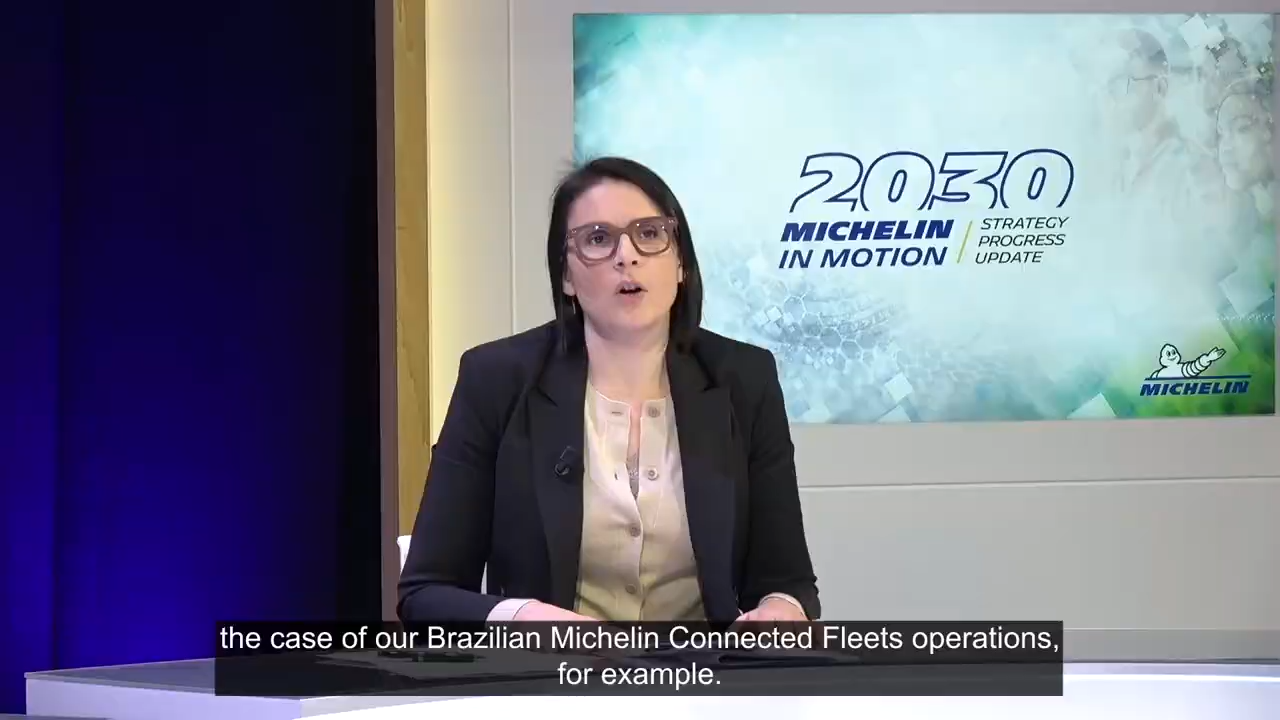 2030
MICHELIN
IN MOTION
STRATEGY
PROGRESS
UPDATE
MICHELIN
the case of our Brazilian Michelin Connected Fleets operations,
for example.